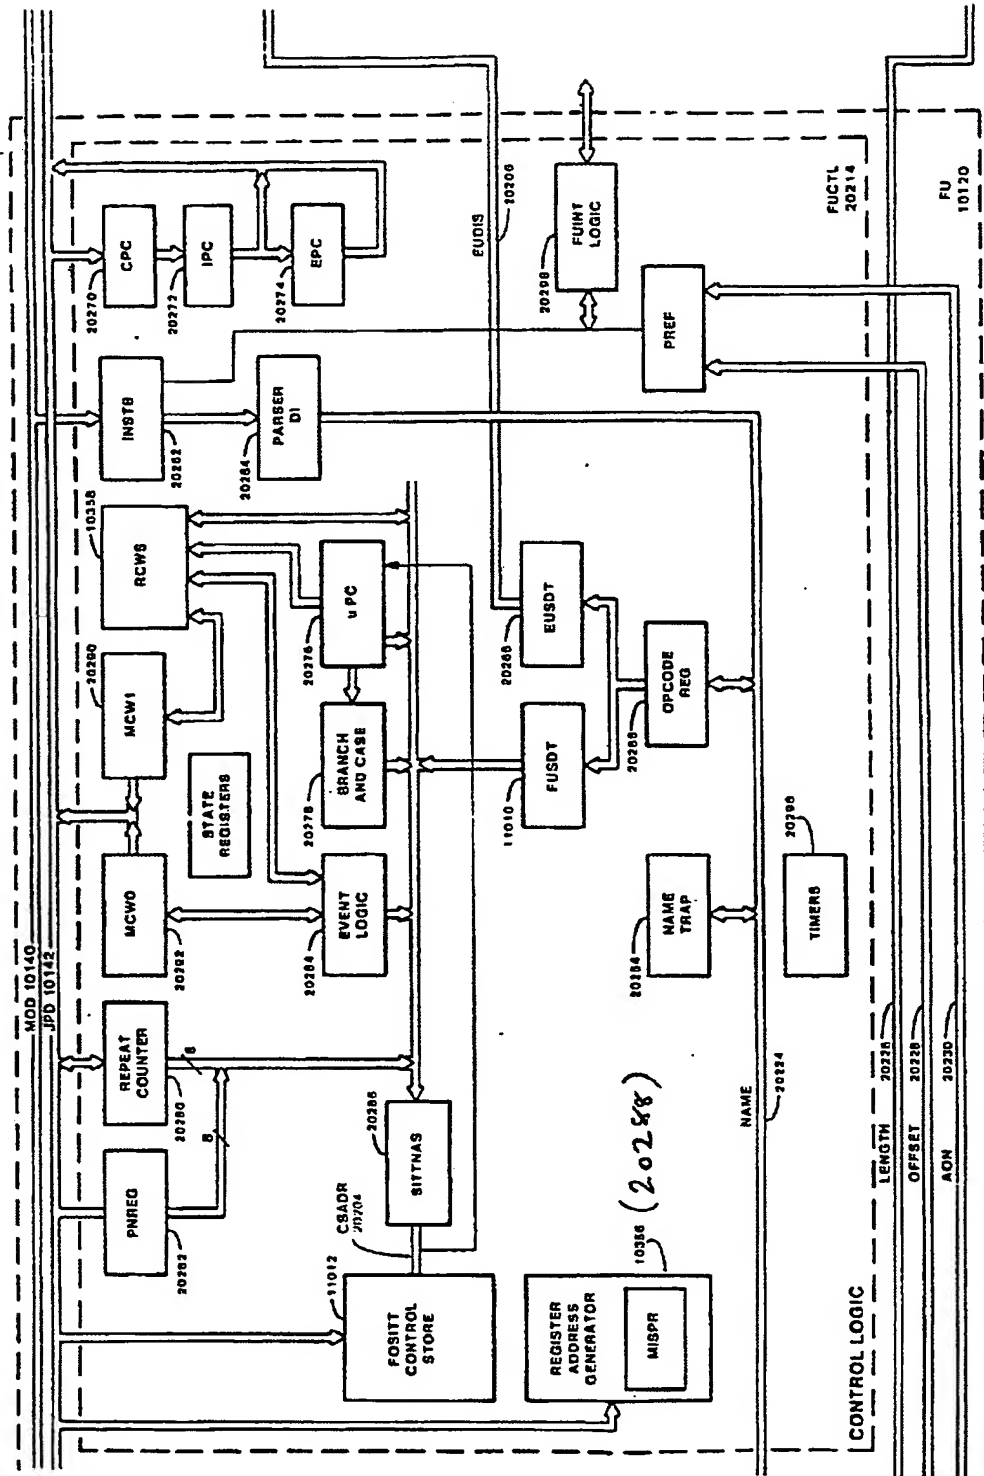 MOD 10140
JPD 10142
PNREG
20282
REPEAT
COUNTER
20280
8
8
MCW0
20292
MCW1
20290
STATE
REGISTERS
RCWS
10358
INSTB
20262
PARSER
DI
20264
CPC
20270
IPC
20272
EPC
20274
EVENT
LOGIC
20284
BRANCH
AND CASE
20278
uPC
20276
FOSITT
CONTROL
STORE
11012
CSADR
20204
SITTNAS
20286
FUSDT
11010
EUSDT
20266
EUDIS
20206
FUINT
LOGIC
20298
REGISTER
ADDRESS
GENERATOR
MISPR
10356
(20288)
NAME
TRAP
20254
OPCODE
REG
20268
PREF
NAME
20224
TIMERS
20296
FUCTL
20214
CONTROL LOGIC
LENGTH
20226
OFFSET
20228
AON
20230
FU
10120